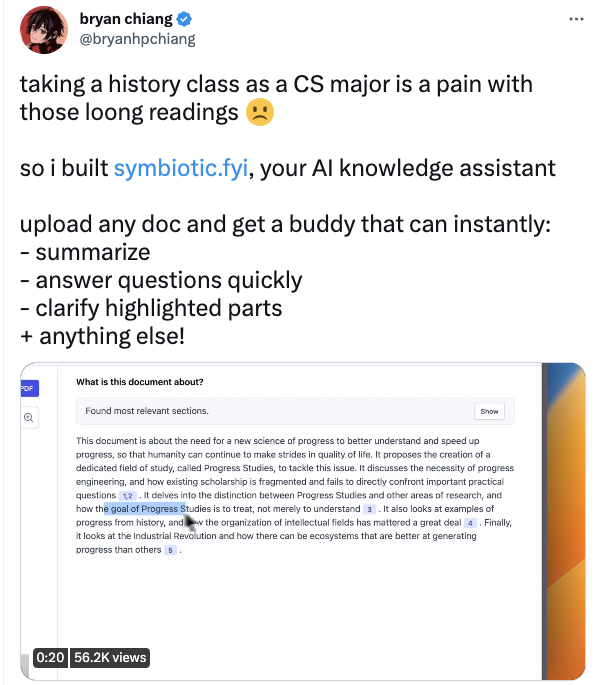 bryan chiang
@bryanhpchiang
taking a history class as a CS major is a pain with
those loong readings 🙁
so i built symbiotic.fyi, your AI knowledge assistant
upload any doc and get a buddy that can instantly:
- summarize
- answer questions quickly
- clarify highlighted parts
+ anything else!
PDF
What is this document about?
Found most relevant sections.
Show
This document is about the need for a new science of progress to better understand and speed up
progress, so that humanity can continue to make strides in quality of life. It proposes the creation of a
dedicated field of study, called Progress Studies, to tackle this issue. It discusses the necessity of progress
engineering, and how existing scholarship is fragmented and fails to directly confront important practical
questions 1,2 . It delves into the distinction between Progress Studies and other areas of research, and
how the goal of Progress Studies is to treat, not merely to understand 3 . It also looks at examples of
progress from history, and how the organization of intellectual fields has mattered a great deal 4 . Finally,
it looks at the Industrial Revolution and how there can be ecosystems that are better at generating
progress than others 5 .
0:20 56.2K views